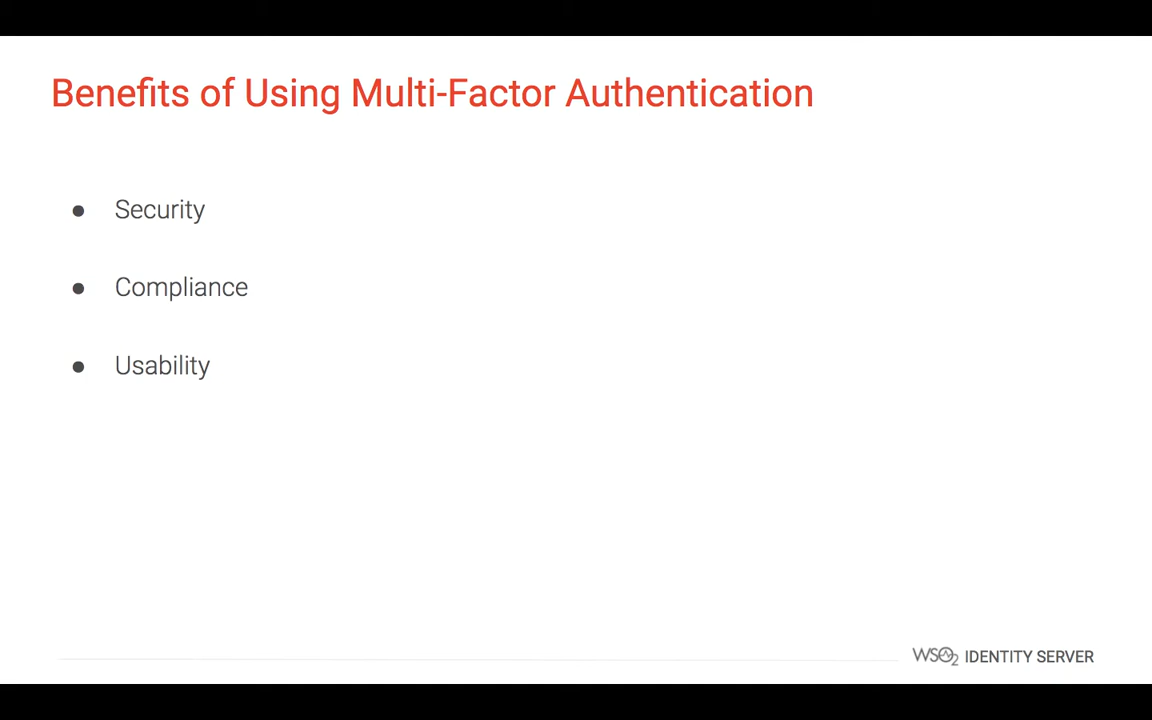 Benefits of Using Multi-Factor Authentication
● Security
● Compliance
● Usability
WSO2 IDENTITY SERVER